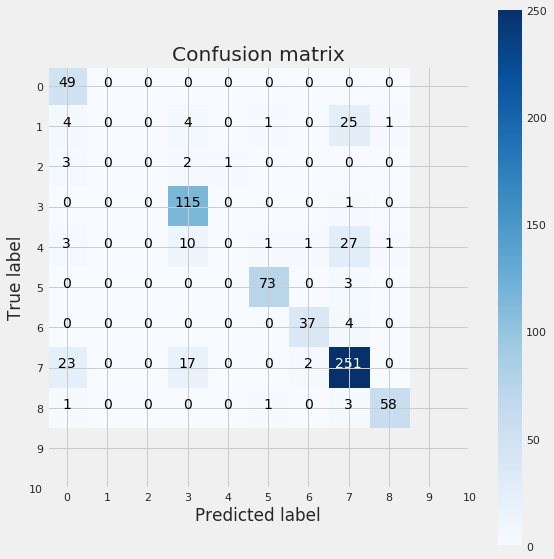 Confusion matrix
250
200
150
100
50
0
True label
0 49 0 0 0 0 0 0 0 0
1 4 0 0 4 0 1 0 25 1
2 3 0 0 2 1 0 0 0 0
3 0 0 0 115 0 0 0 1 0
4 3 0 0 10 0 1 1 27 1
5 0 0 0 0 0 73 0 3 0
6 0 0 0 0 0 0 37 4 0
7 23 0 0 17 0 0 2 251 0
8 1 0 0 0 0 1 0 3 58
9
10
0 1 2 3 4 5 6 7 8 9 10
Predicted label